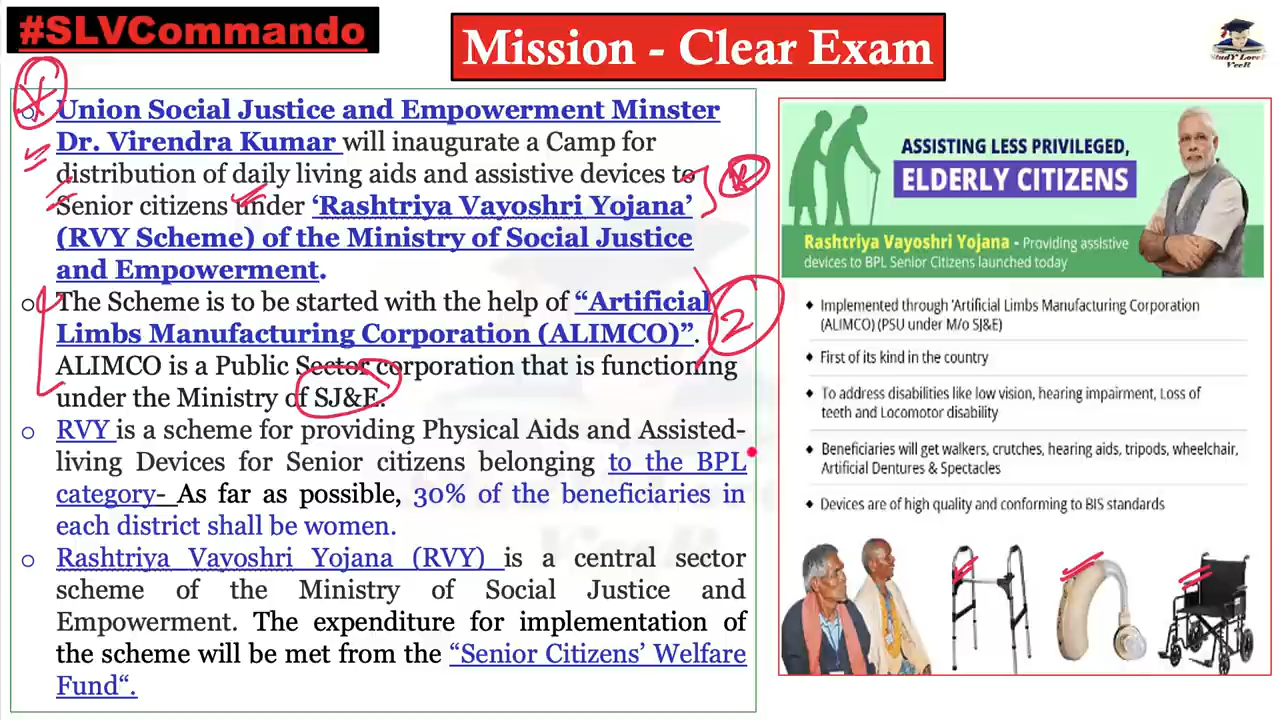 #SLVCommando
Mission - Clear Exam
StudY LoveR
VeeR
Union Social Justice and Empowerment Minster
Dr. Virendra Kumar will inaugurate a Camp for
distribution of daily living aids and assistive devices to
Senior citizens under ‘Rashtriya Vayoshri Yojana’
(RVY Scheme) of the Ministry of Social Justice
and Empowerment.
The Scheme is to be started with the help of “Artificial
Limbs Manufacturing Corporation (ALIMCO)”.
ALIMCO is a Public Sector corporation that is functioning
under the Ministry of SJ&E.
RVY is a scheme for providing Physical Aids and Assisted-
living Devices for Senior citizens belonging to the BPL
category- As far as possible, 30% of the beneficiaries in
each district shall be women.
Rashtriya Vayoshri Yojana (RVY) is a central sector
scheme of the Ministry of Social Justice and
Empowerment. The expenditure for implementation of
the scheme will be met from the “Senior Citizens’ Welfare
Fund“.
2
ASSISTING LESS PRIVILEGED,
ELDERLY CITIZENS
Rashtriya Vayoshri Yojana - Providing assistive
devices to BPL Senior Citizens launched today
Implemented through 'Artificial Limbs Manufacturing Corporation
(ALIMCO) (PSU under M/o SJ&E)
First of its kind in the country
To address disabilities like low vision, hearing impairment, Loss of
teeth and Locomotor disability
Beneficiaries will get walkers, crutches, hearing aids, tripods, wheelchair,
Artificial Dentures & Spectacles
Devices are of high quality and conforming to BIS standards